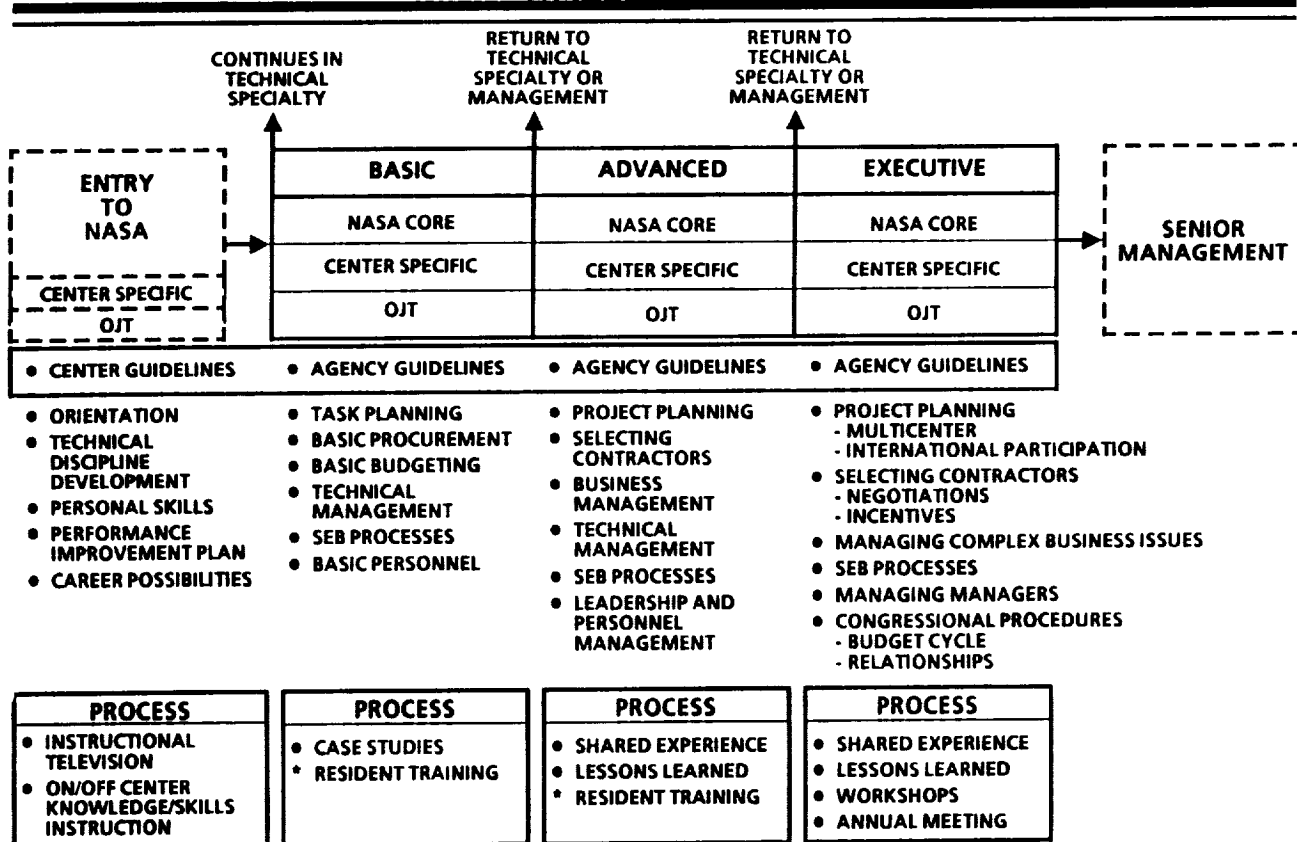 CONTINUES IN
TECHNICAL
SPECIALTY
RETURN TO
TECHNICAL
SPECIALTY OR
MANAGEMENT
RETURN TO
TECHNICAL
SPECIALTY OR
MANAGEMENT
ENTRY
TO
NASA
CENTER SPECIFIC
OJT
BASIC
NASA CORE
CENTER SPECIFIC
OJT
ADVANCED
NASA CORE
CENTER SPECIFIC
OJT
EXECUTIVE
NASA CORE
CENTER SPECIFIC
OJT
SENIOR
MANAGEMENT
• CENTER GUIDELINES
• ORIENTATION
• TECHNICAL
DISCIPLINE
DEVELOPMENT
• PERSONAL SKILLS
• PERFORMANCE
IMPROVEMENT PLAN
• CAREER POSSIBILITIES
• AGENCY GUIDELINES
• TASK PLANNING
• BASIC PROCUREMENT
• BASIC BUDGETING
• TECHNICAL
MANAGEMENT
• SEB PROCESSES
• BASIC PERSONNEL
• AGENCY GUIDELINES
• PROJECT PLANNING
• SELECTING
CONTRACTORS
• BUSINESS
MANAGEMENT
• TECHNICAL
MANAGEMENT
• SEB PROCESSES
• LEADERSHIP AND
PERSONNEL
MANAGEMENT
• AGENCY GUIDELINES
• PROJECT PLANNING
- MULTICENTER
- INTERNATIONAL PARTICIPATION
• SELECTING CONTRACTORS
- NEGOTIATIONS
- INCENTIVES
• MANAGING COMPLEX BUSINESS ISSUES
• SEB PROCESSES
• MANAGING MANAGERS
• CONGRESSIONAL PROCEDURES
- BUDGET CYCLE
- RELATIONSHIPS
PROCESS
• INSTRUCTIONAL
TELEVISION
• ON/OFF CENTER
KNOWLEDGE/SKILLS
INSTRUCTION
PROCESS
• CASE STUDIES
* RESIDENT TRAINING
PROCESS
• SHARED EXPERIENCE
• LESSONS LEARNED
* RESIDENT TRAINING
PROCESS
• SHARED EXPERIENCE
• LESSONS LEARNED
• WORKSHOPS
• ANNUAL MEETING